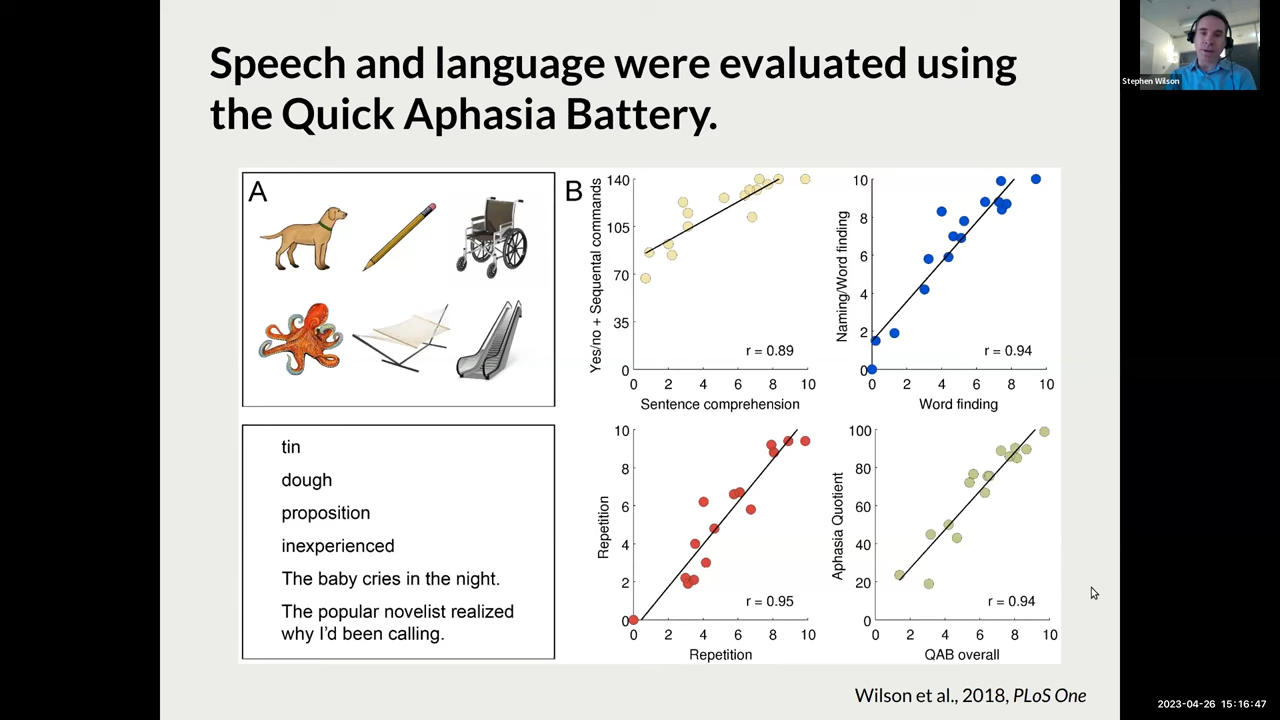 Speech and language were evaluated using
the Quick Aphasia Battery.
Stephen Wilson
A
tin
dough
proposition
inexperienced
The baby cries in the night.
The popular novelist realized
why I'd been calling.
B
Yes/no + Sequential commands
140
105
70
35
0
r = 0.89
0 2 4 6 8 10
Sentence comprehension
Naming/Word finding
10
8
6
4
2
0
r = 0.94
0 2 4 6 8 10
Word finding
Repetition
10
8
6
4
2
0
r = 0.95
0 2 4 6 8 10
Repetition
Aphasia Quotient
100
80
60
40
20
0
r = 0.94
0 2 4 6 8 10
QAB overall
Wilson et al., 2018, PLoS One
2023-04-26 15:16:47